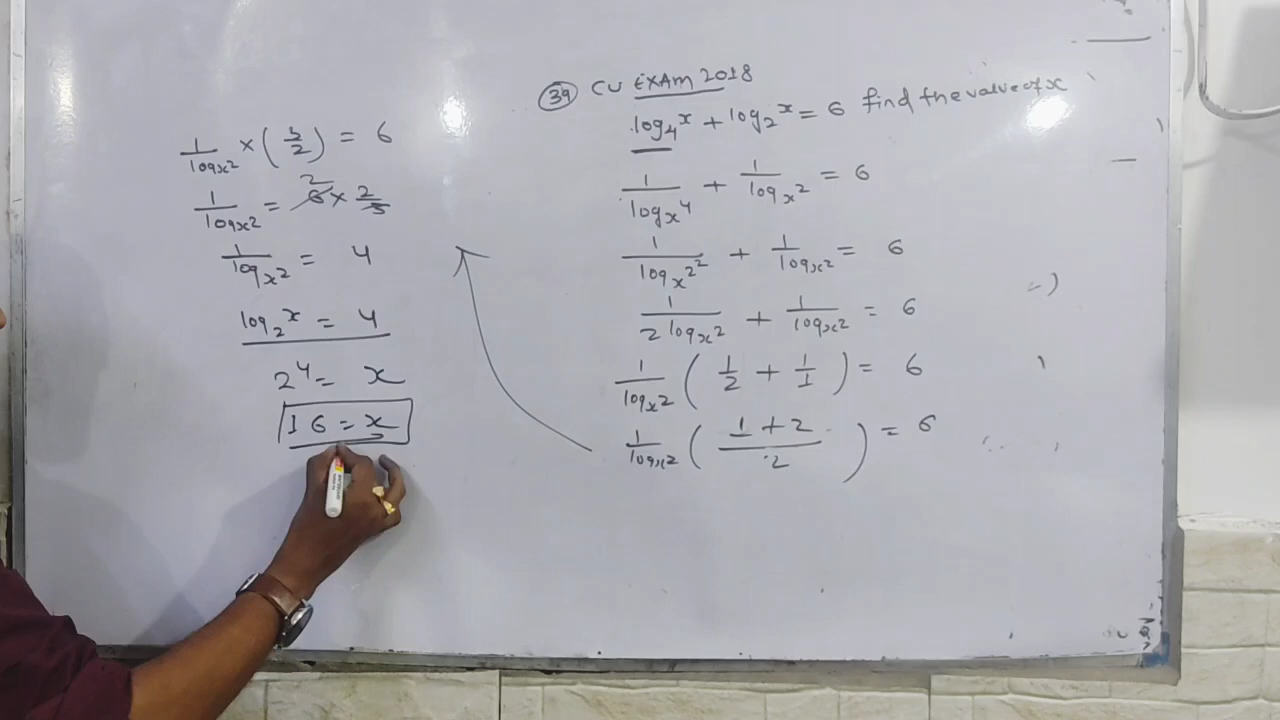 39 CU EXAM 2018
log₄ˣ + log₂ˣ = 6 find the value of x
1/logₓ4 + 1/logₓ2 = 6
1/logₓ2² + 1/logₓ2 = 6
1/2 logₓ2 + 1/logₓ2 = 6
1/logₓ2 ( 1/2 + 1/1 ) = 6
1/logₓ2 ( 1+2/2 ) = 6
1/logₓ2 × ( 3/2 ) = 6
1/logₓ2 = 6 2 × 2/3
1/logₓ2 = 4
log₂ˣ = 4
2⁴ = x
16 = x